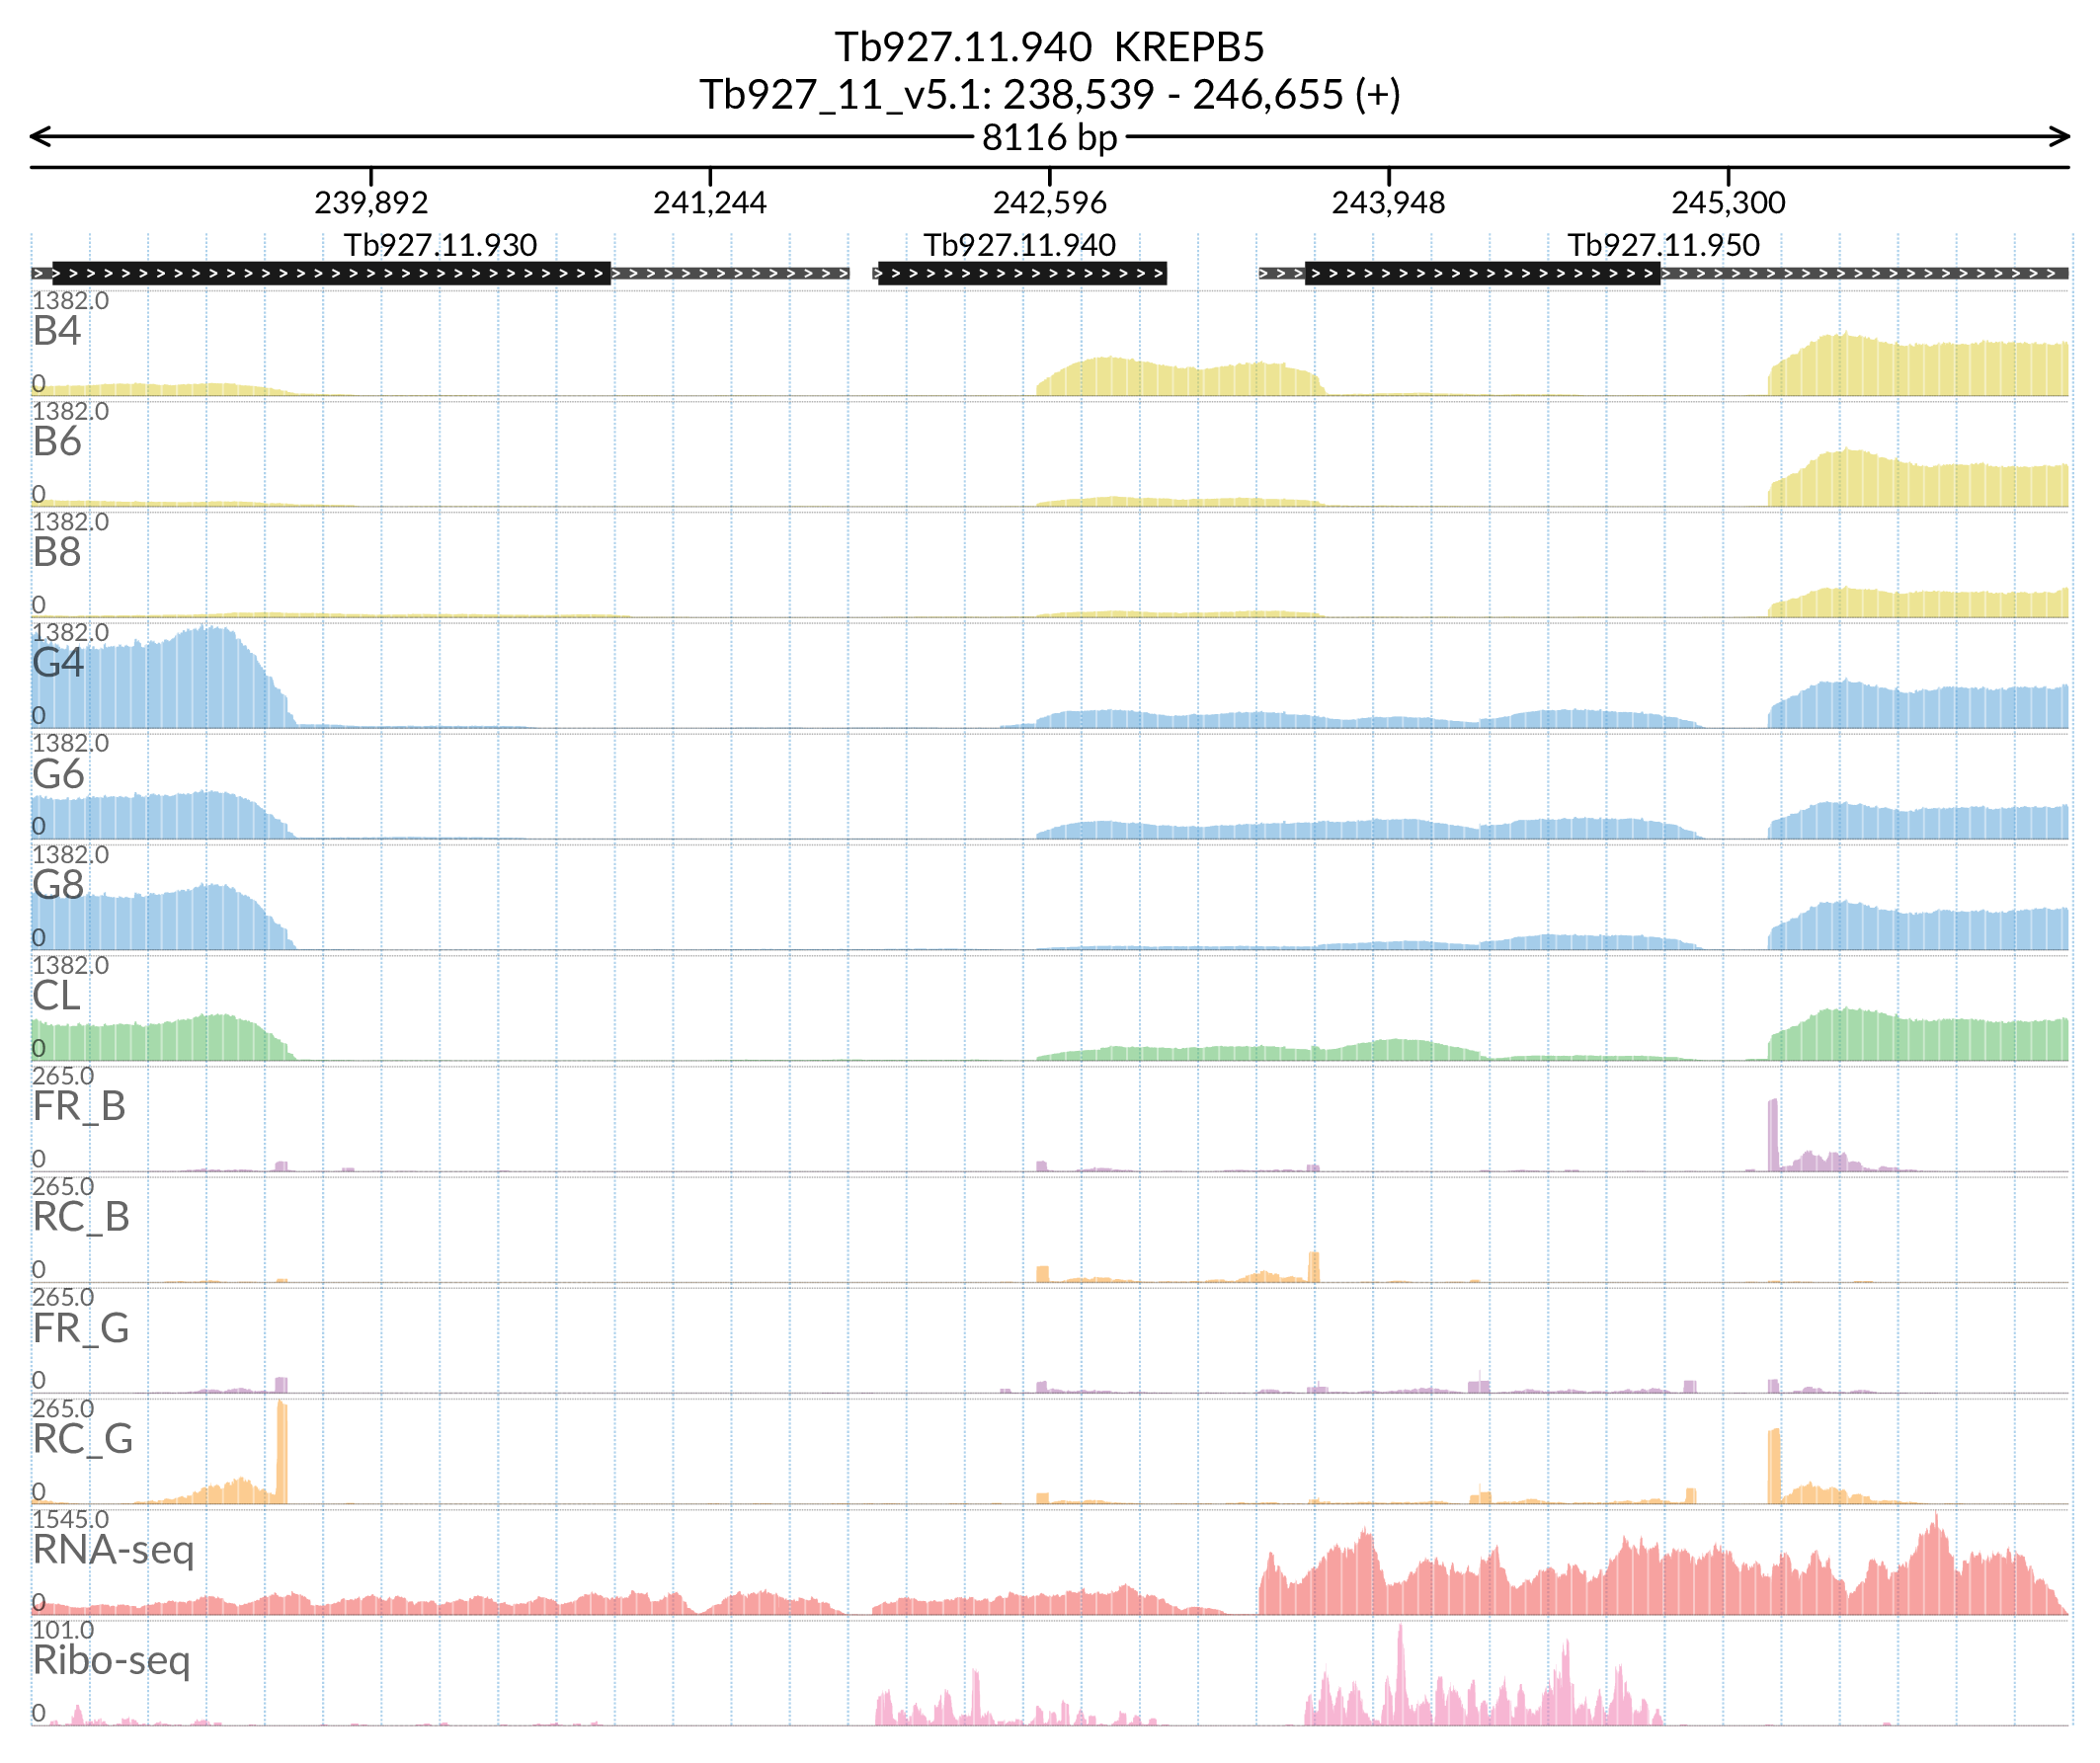 Tb927.11.940 KREPB5
Tb927_11_v5.1: 238,539 - 246,655 (+)
8116 bp
239,892 241,244 242,596 243,948 245,300
Tb927.11.930 Tb927.11.940 Tb927.11.950
1382.0
B4
0
1382.0
B6
0
1382.0
B8
0
1382.0
G4
0
1382.0
G6
0
1382.0
G8
0
1382.0
CL
0
265.0
FR_B
0
265.0
RC_B
0
265.0
FR_G
0
265.0
RC_G
0
1545.0
RNA-seq
0
101.0
Ribo-seq
0